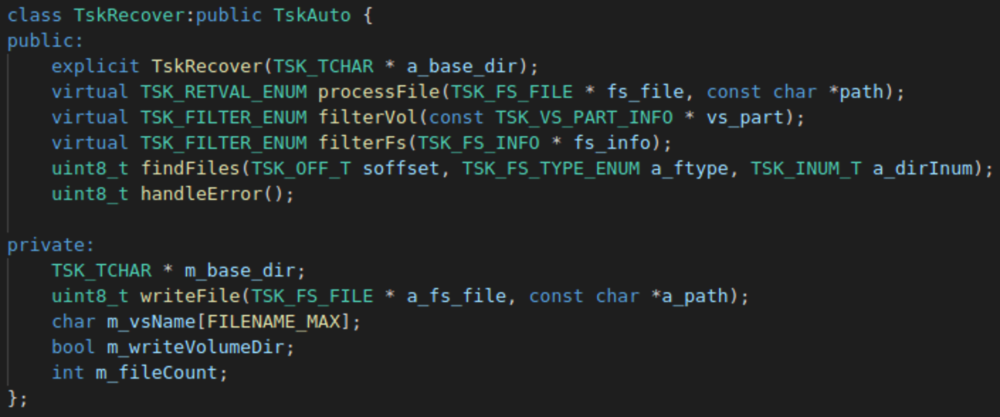 class TskRecover:public TskAuto {
public:
    explicit TskRecover(TSK_TCHAR * a_base_dir);
    virtual TSK_RETVAL_ENUM processFile(TSK_FS_FILE * fs_file, const char *path);
    virtual TSK_FILTER_ENUM filterVol(const TSK_VS_PART_INFO * vs_part);
    virtual TSK_FILTER_ENUM filterFs(TSK_FS_INFO * fs_info);
    uint8_t findFiles(TSK_OFF_T soffset, TSK_FS_TYPE_ENUM a_ftype, TSK_INUM_T a_dirInum);
    uint8_t handleError();

private:
    TSK_TCHAR * m_base_dir;
    uint8_t writeFile(TSK_FS_FILE * a_fs_file, const char *a_path);
    char m_vsName[FILENAME_MAX];
    bool m_writeVolumeDir;
    int m_fileCount;
};